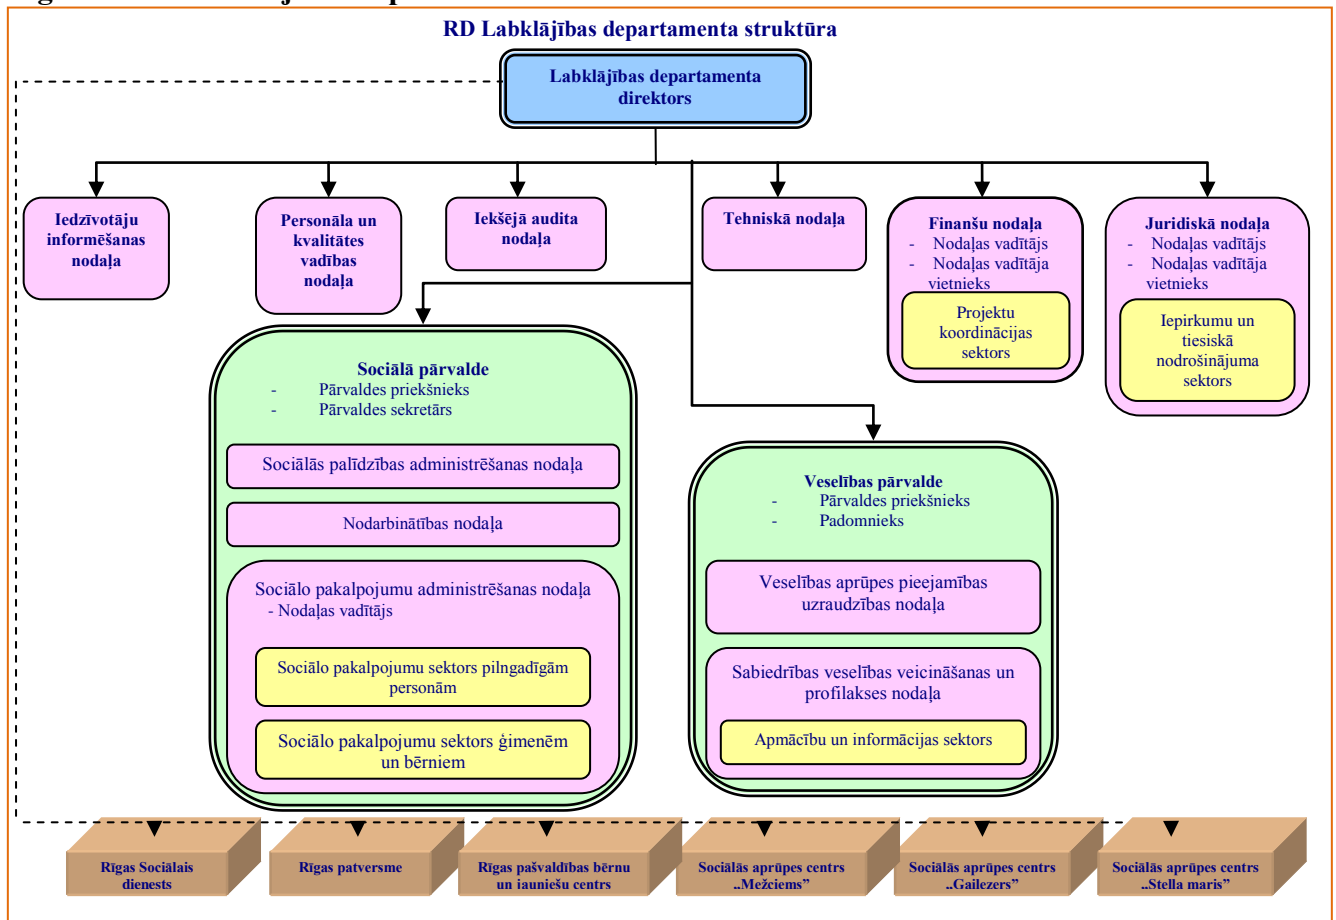 RD Labklājības departamenta struktūra
Labklājības departamenta
direktors
Iedzīvotāju
informēšanas
nodaļa
Personāla un
kvalitātes
vadības
nodaļa
Iekšējā audita
nodaļa
Tehniskā nodaļa
Finanšu nodaļa
- Nodaļas vadītājs
- Nodaļas vadītāja
vietnieks
Projektu
koordinācijas
sektors
Juridiskā nodaļa
- Nodaļas vadītājs
- Nodaļas vadītāja
vietnieks
Iepirkumu un
tiesiskā
nodrošinājuma
sektors
Sociālā pārvalde
- Pārvaldes priekšnieks
- Pārvaldes sekretārs
Sociālās palīdzības administrēšanas nodaļa
Nodarbinātības nodaļa
Sociālo pakalpojumu administrēšanas nodaļa
- Nodaļas vadītājs
Sociālo pakalpojumu sektors pilngadīgām
personām
Sociālo pakalpojumu sektors ģimenēm
un bērniem
Veselības pārvalde
- Pārvaldes priekšnieks
- Padomnieks
Veselības aprūpes pieejamības
uzraudzības nodaļa
Sabiedrības veselības veicināšanas un
profilakses nodaļa
Apmācību un informācijas sektors
Rīgas Sociālais
dienests
Rīgas patversme
Rīgas pašvaldības bērnu
un jauniešu centrs
Sociālās aprūpes centrs
„Mežciems”
Sociālās aprūpes centrs
„Gaiļezers”
Sociālās aprūpes centrs
„Stella maris”